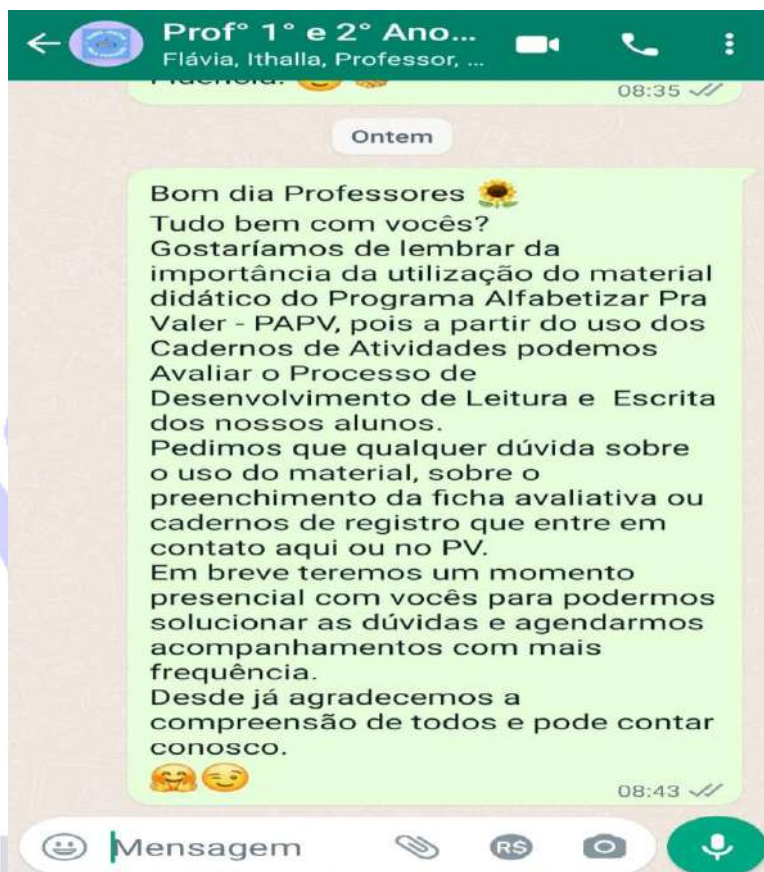 Prof° 1° e 2° Ano...
Flávia, Ithalla, Professor, ...
08:35
Ontem
Bom dia Professores 🌻
Tudo bem com vocês?
Gostaríamos de lembrar da
importância da utilização do material
didático do Programa Alfabetizar Pra
Valer - PAPV, pois a partir do uso dos
Cadernos de Atividades podemos
Avaliar o Processo de
Desenvolvimento de Leitura e Escrita
dos nossos alunos.
Pedimos que qualquer dúvida sobre
o uso do material, sobre o
preenchimento da ficha avaliativa ou
cadernos de registro que entre em
contato aqui ou no PV.
Em breve teremos um momento
presencial com vocês para podermos
solucionar as dúvidas e agendarmos
acompanhamentos com mais
frequência.
Desde já agradecemos a
compreensão de todos e pode contar
conosco.
🤗😉
08:43
Mensagem
R$